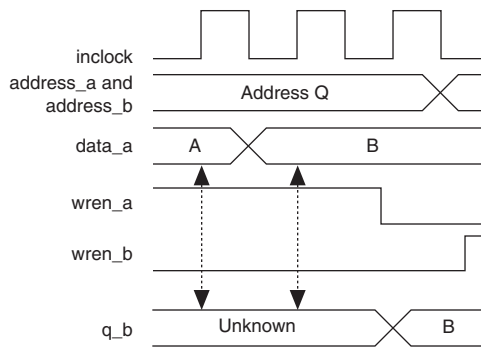 inclock
address_a and
address_b
Address Q
data_a
A
B
wren_a
wren_b
q_b
Unknown
B